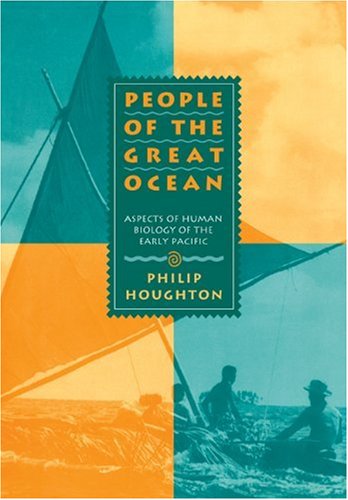 PEOPLE
OF THE
GREAT
OCEAN
ASPECTS OF HUMAN
BIOLOGY OF THE
EARLY PACIFIC
PHILIP
HOUGHTON